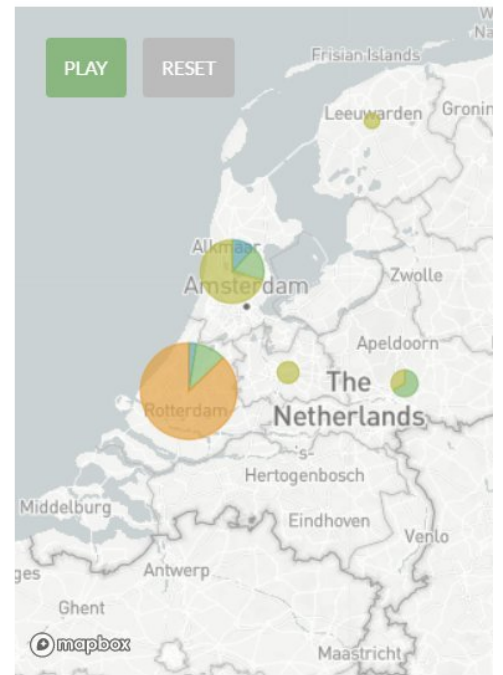 PLAY
RESET
Frisian Islands
Leeuwarden
Alkmaar
Amsterdam
Zwolle
Apeldoorn
The
Netherlands
Rotterdam
's-
Hertogenbosch
Middelburg
Eindhoven
Venlo
Antwerp
Ghent
mapbox
Maastricht